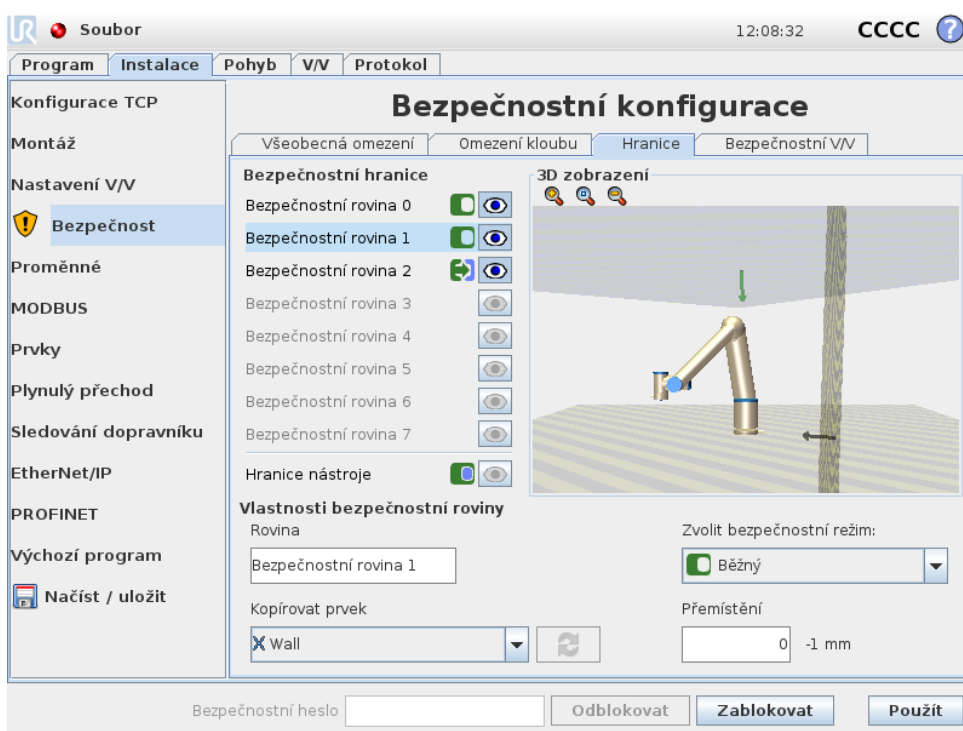 UR Soubor 12:08:32 CCCC ?
Program Instalace Pohyb V/V Protokol
Konfigurace TCP
Montáž
Nastavení V/V
Bezpečnost
Proměnné
MODBUS
Prvky
Plynulý přechod
Sledování dopravníku
EtherNet/IP
PROFINET
Výchozí program
Načíst / uložit
Bezpečnostní konfigurace
Všeobecná omezení Omezení kloubu Hranice Bezpečnostní V/V
Bezpečnostní hranice
Bezpečnostní rovina 0
Bezpečnostní rovina 1
Bezpečnostní rovina 2
Bezpečnostní rovina 3
Bezpečnostní rovina 4
Bezpečnostní rovina 5
Bezpečnostní rovina 6
Bezpečnostní rovina 7
Hranice nástroje
3D zobrazení
Vlastnosti bezpečnostní roviny
Rovina
Bezpečnostní rovina 1
Kopírovat prvek
Wall
Zvolit bezpečnostní režim:
Běžný
Přemístění
0 -1 mm
Bezpečnostní heslo Odblokovat Zablokovat Použít